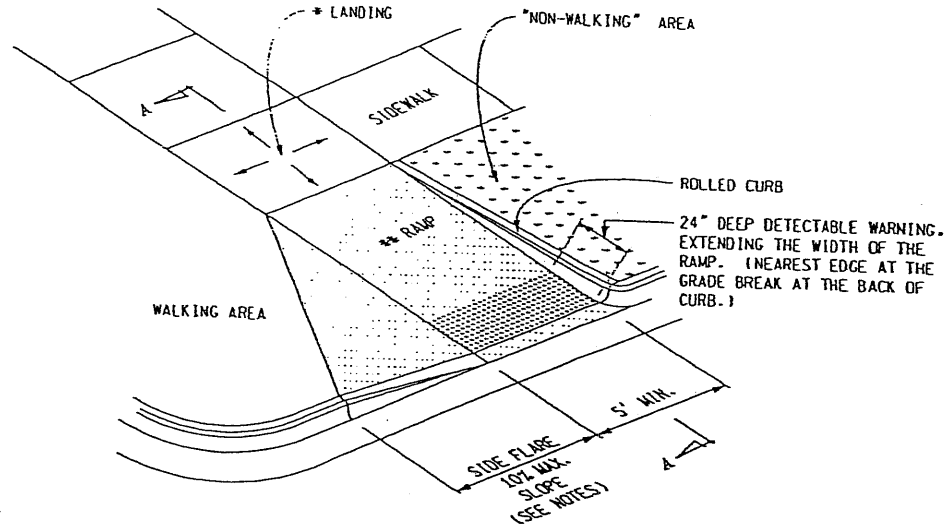 * LANDING
"NON-WALKING" AREA
A
SIDEWALK
ROLLED CURB
** RAMP
24" DEEP DETECTABLE WARNING.
EXTENDING THE WIDTH OF THE
RAMP. (NEAREST EDGE AT THE
GRADE BREAK AT THE BACK OF
CURB.)
WALKING AREA
5' MIN.
SIDE FLARE
10% MAX.
SLOPE
(SEE NOTES)
A